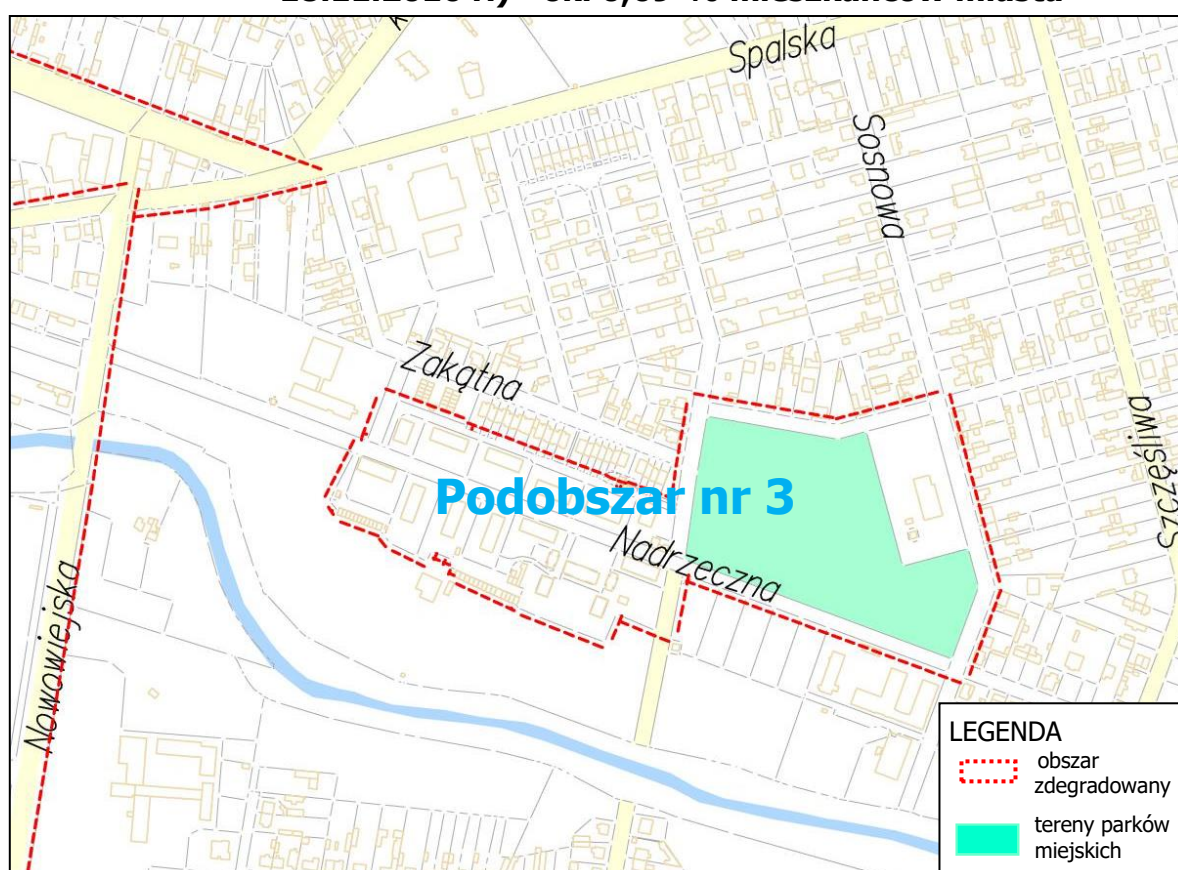 Spalska
Sosnowa
Zakątna
Szczęśliwa
Podobszar nr 3
Nadrzeczna
Nowowiejska
LEGENDA
obszar
zdegradowany
tereny parków
miejskich